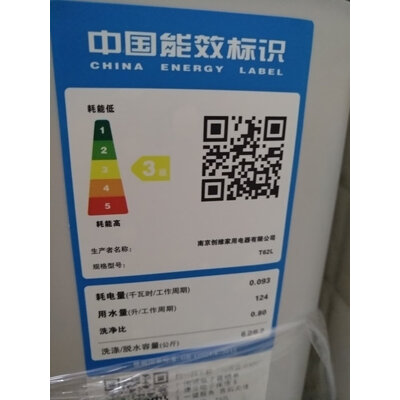 中国能效标识
CHINA ENERGY LABEL
耗能低
1
2
3
4
5
3级
耗能高
生产者名称: 南京创维家用电器有限公司
规格型号: T62L
耗电量(千瓦时/工作周期) 0.093
用水量(升/工作周期) 124
洗净比 0.80
洗涤/脱水容量(公斤) 6.2/6.2